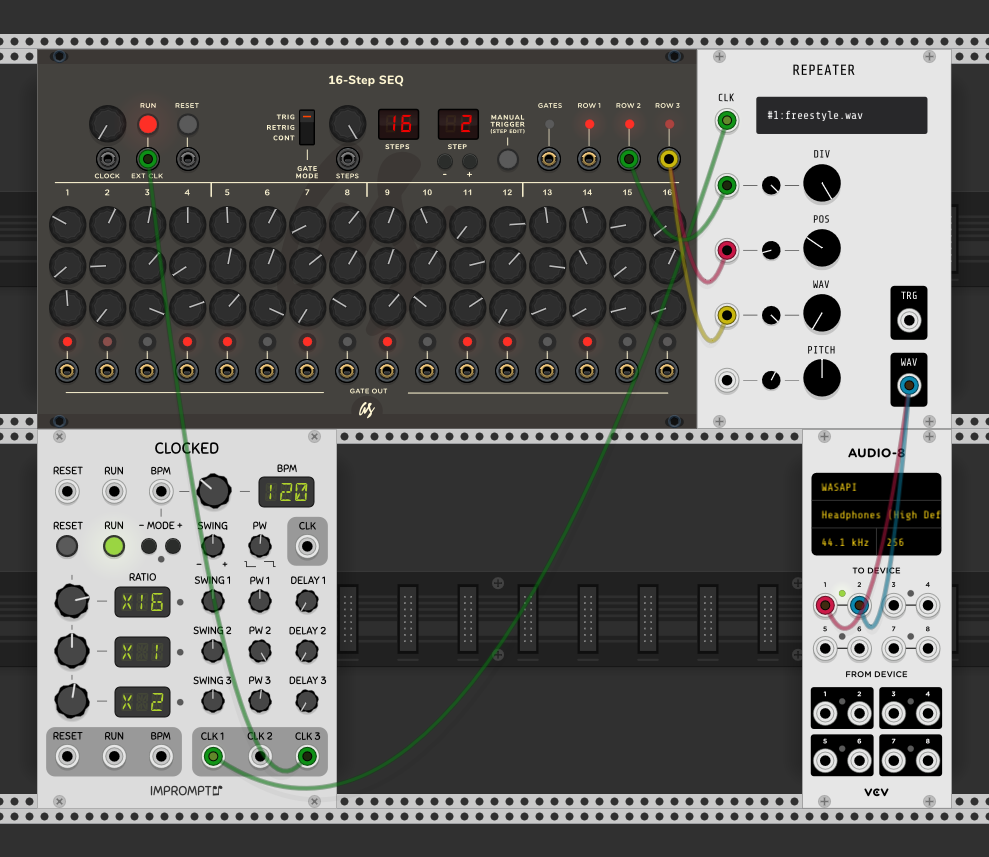 16-Step SEQ
RUN
RESET
TRIG
RETRIG
CONT
GATE
MODE
CLOCK
EXT CLK
STEPS
16
STEPS
2
STEP
- +
MANUAL
TRIGGER
(STEP EDIT)
GATES
ROW 1
ROW 2
ROW 3
1 2 3 4 5 6 7 8 9 10 11 12 13 14 15 16
GATE OUT
as
REPEATER
CLK
#1:freestyle.wav
DIV
POS
WAV
PITCH
TRG
WAV
CLOCKED
RESET RUN BPM
BPM
120
RESET RUN - MODE + SWING PW CLK
- +
RATIO
X16
SWING 1 PW 1 DELAY 1
X 1
SWING 2 PW 2 DELAY 2
X 2
SWING 3 PW 3 DELAY 3
RESET RUN BPM CLK 1 CLK 2 CLK 3
IMPROMPTU
AUDIO-8
WASAPI
Headphones (High Def
44.1 kHz 256
TO DEVICE
1 2 3 4
5 6 7 8
FROM DEVICE
1 2 3 4
5 6 7 8
VCV